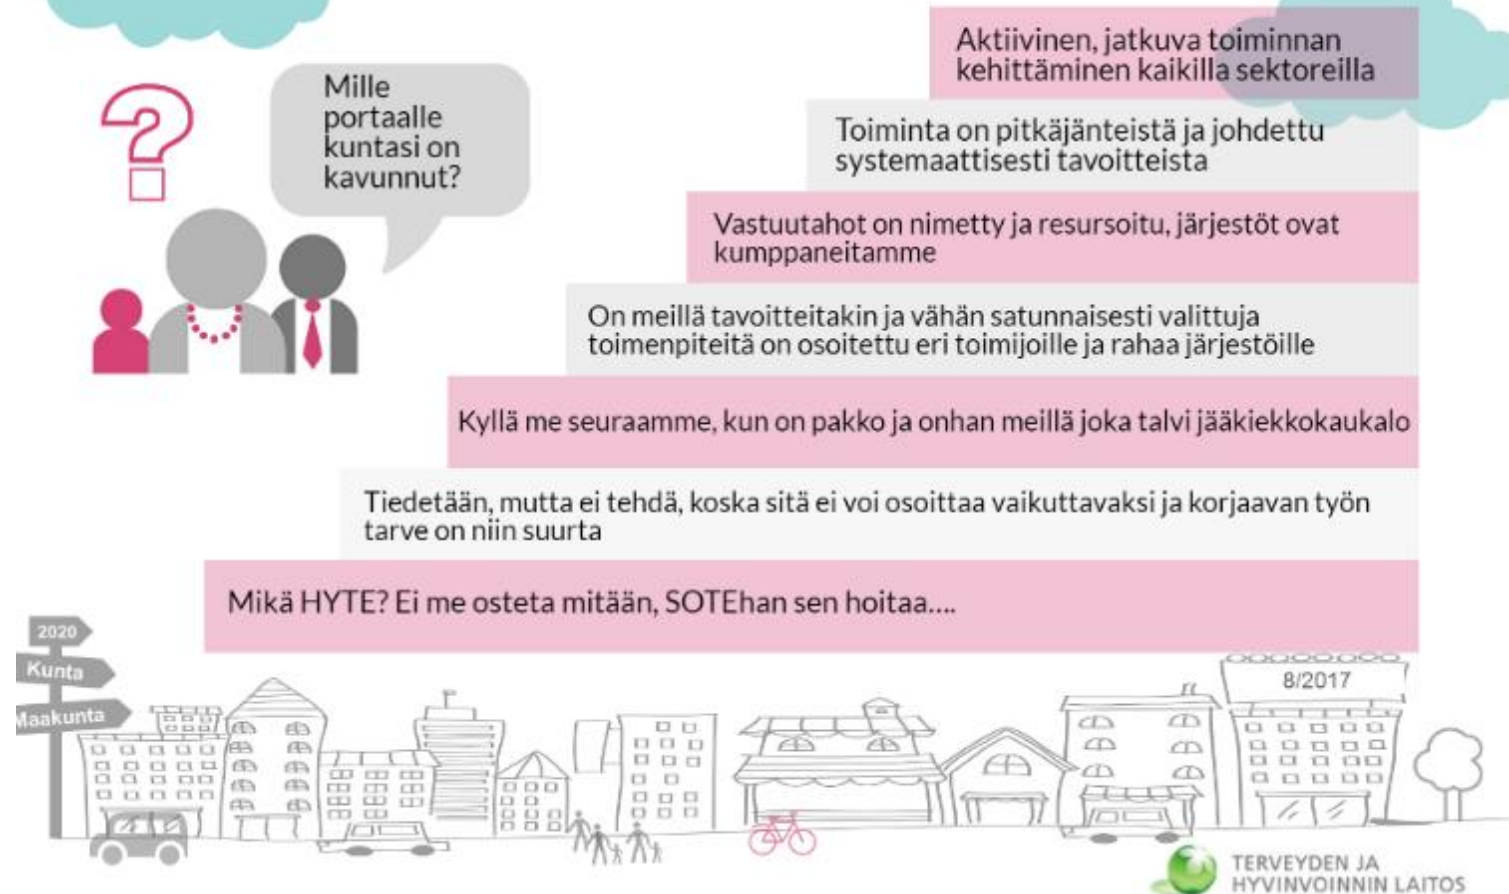 Mille
portaalle
kuntasi on
kavunnut?
Aktiivinen, jatkuva toiminnan
kehittäminen kaikilla sektoreilla
Toiminta on pitkäjänteistä ja johdettu
systemaattisesti tavoitteista
Vastuutahot on nimetty ja resursoitu, järjestöt ovat
kumppaneitamme
On meillä tavoitteitakin ja vähän satunnaisesti valittuja
toimenpiteitä on osoitettu eri toimijoille ja rahaa järjestöille
Kyllä me seuraamme, kun on pakko ja onhan meillä joka talvi jääkiekkokaukalo
Tiedetään, mutta ei tehdä, koska sitä ei voi osoittaa vaikuttavaksi ja korjaavan työn
tarve on niin suurta
Mikä HYTE? Ei me osteta mitään, SOTEhan sen hoitaa....
2020
Kunta
Maakunta
8/2017
TERVEYDEN JA
HYVINVOINNIN LAITOS